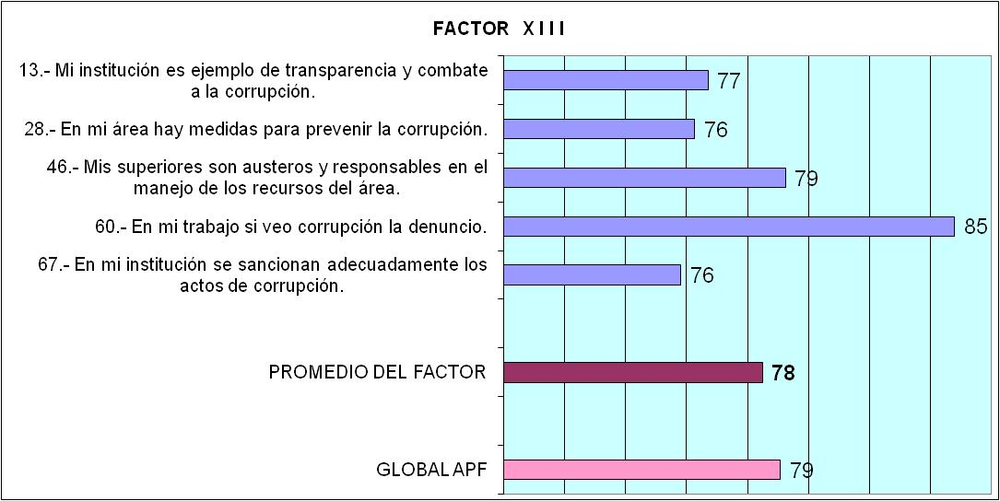 FACTOR XIII
13.- Mi institución es ejemplo de transparencia y combate
a la corrupción.
77
28.- En mi área hay medidas para prevenir la corrupción.
76
46.- Mis superiores son austeros y responsables en el
manejo de los recursos del área.
79
60.- En mi trabajo si veo corrupción la denuncio.
85
67.- En mi institución se sancionan adecuadamente los
actos de corrupción.
76
PROMEDIO DEL FACTOR
78
GLOBAL APF
79